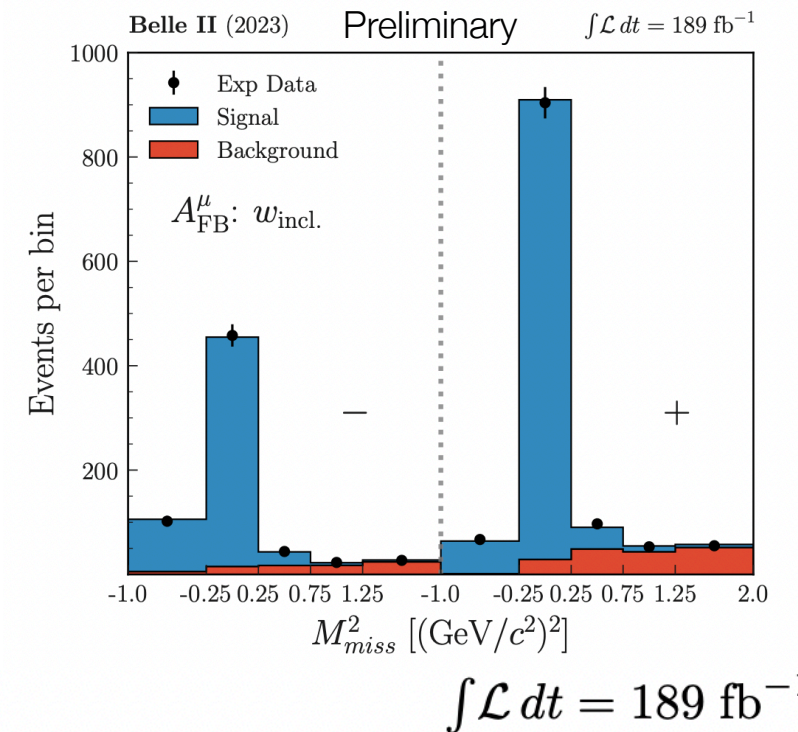 Belle II (2023) Preliminary ∫ℒ dt = 189 fb⁻¹
1000
Exp Data
Signal
800
Background
A^μ_FB: w_incl.
600
Events per bin
400
− +
200
-1.0 -0.25 0.25 0.75 1.25 -1.0 -0.25 0.25 0.75 1.25 2.0
M²_miss [(GeV/c²)²]
∫ℒ dt = 189 fb⁻¹